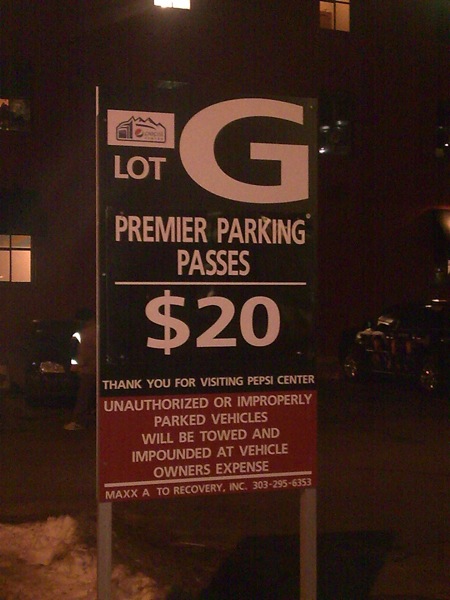 LOT G
PREMIER PARKING
PASSES
$20
THANK YOU FOR VISITING PEPSI CENTER
UNAUTHORIZED OR IMPROPERLY
PARKED VEHICLES
WILL BE TOWED AND
IMPOUNDED AT VEHICLE
OWNERS EXPENSE
MAXX A TO RECOVERY, INC. 303-295-6353